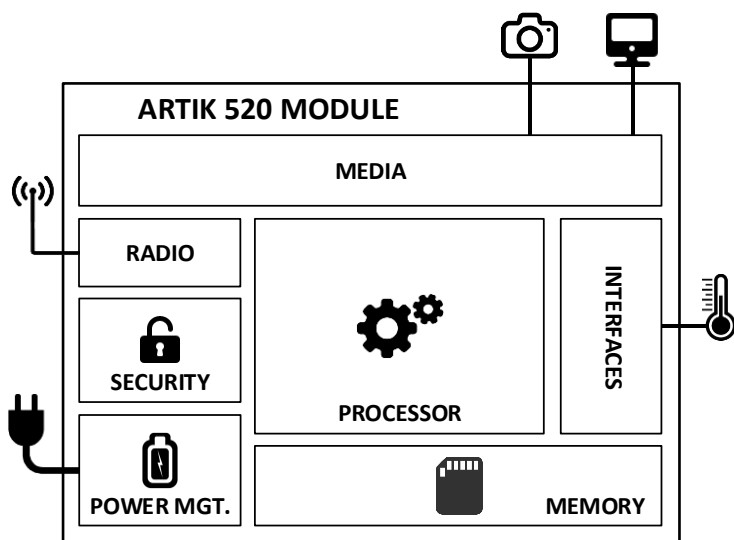 ARTIK 520 MODULE
MEDIA
RADIO
SECURITY
POWER MGT.
PROCESSOR
INTERFACES
MEMORY